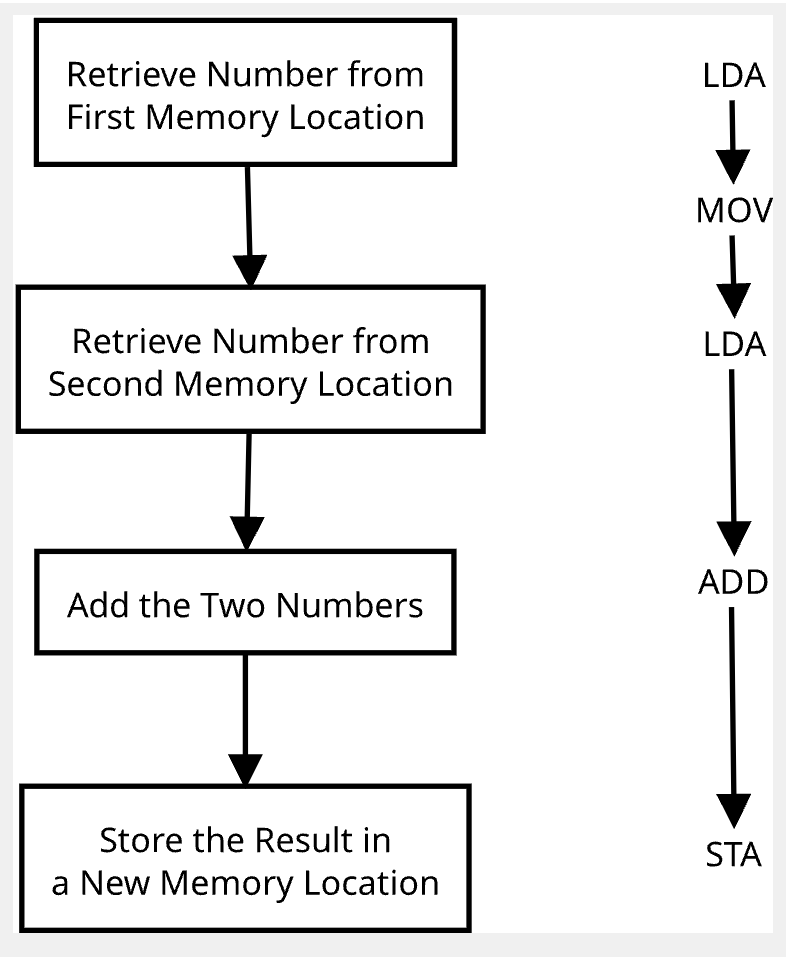 Retrieve Number from
First Memory Location
Retrieve Number from
Second Memory Location
Add the Two Numbers
Store the Result in
a New Memory Location
LDA
MOV
LDA
ADD
STA